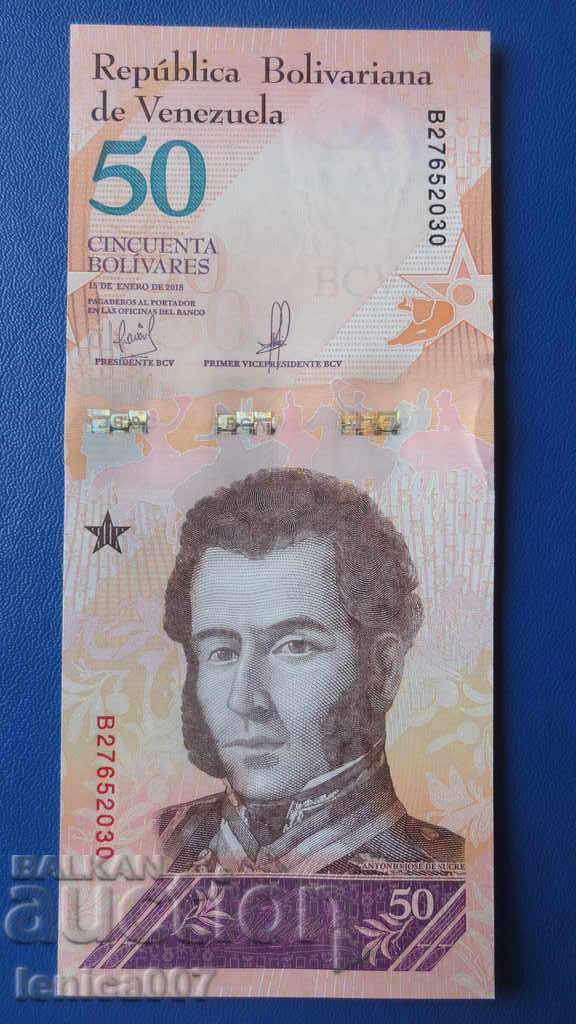 República Bolivariana
de Venezuela
B27652030
50
CINCUENTA
BOLÍVARES
15 DE ENERO DE 2018
PAGADEROS AL PORTADOR
EN LAS OFICINAS DEL BANCO
BCV
PRESIDENTE BCV
PRIMER VICEPRESIDENTE BCV
B27652030
ANTONIO JOSÉ DE SUCRE
50
BALKAN
auction
lenica007